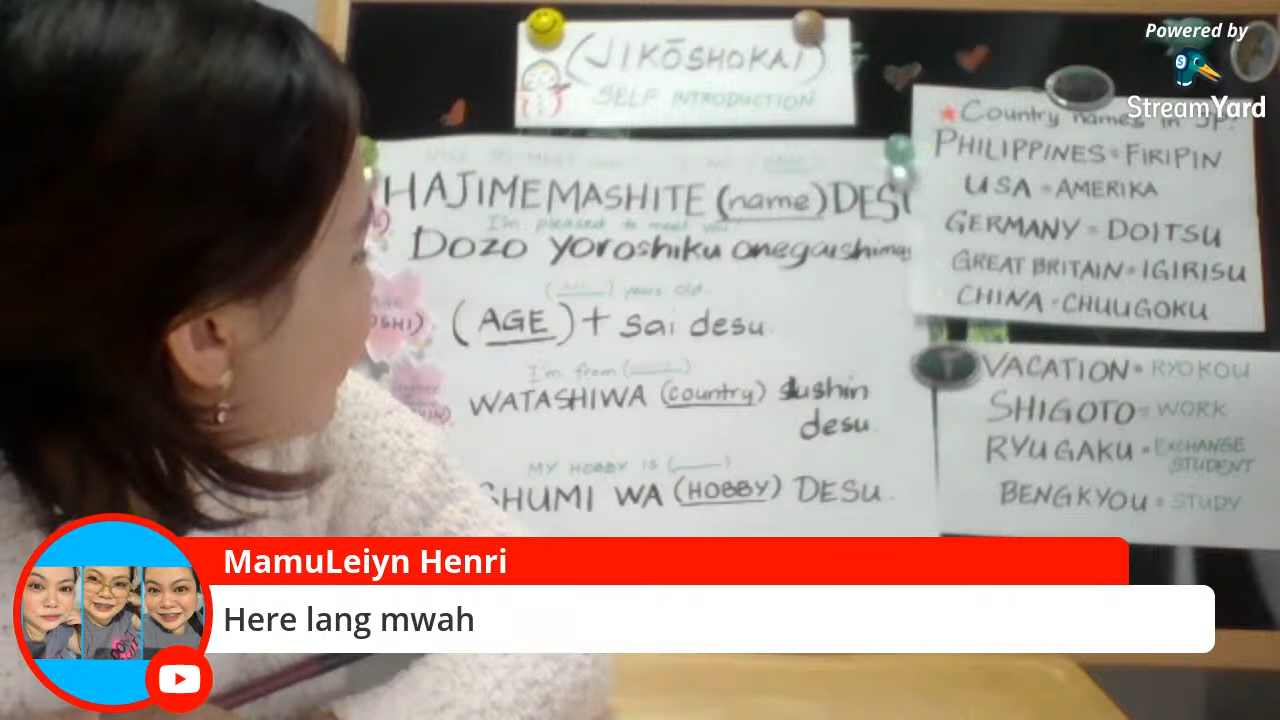 Powered by
StreamYard
(JIKŌSHOKAI)
SELF INTRODUCTION
HAJIMEMASHITE (name) DESU
I'm pleased to meet you
Dozo yoroshiku onegaishimas
( ) years old
(AGE) + sai desu.
I'm from ( )
WATASHIWA (country) shushin
desu.
MY HOBBY IS ( )
SHUMI WA (HOBBY) DESU.
Country names in JP.
PHILIPPINES = FIRIPIN
USA = AMERIKA
GERMANY = DOITSU
GREAT BRITAIN = IGIRISU
CHINA = CHUUGOKU
VACATION = RYOKOU
SHIGOTO = WORK
RYUGAKU = EXCHANGE
STUDENT
BENGKYOU = STUDY
MamuLeiyn Henri
Here lang mwah